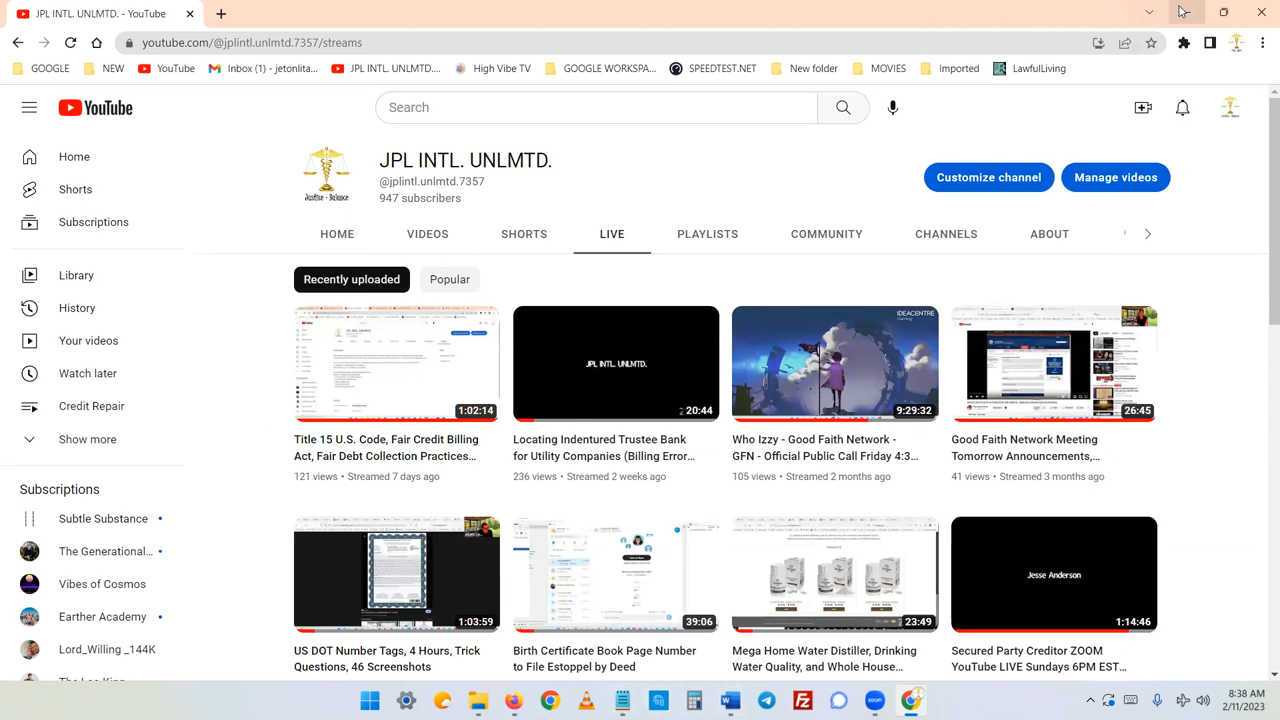 JPL INTL. UNLMTD. - YouTube
youtube.com/@jplintl.unlmtd.7357/streams
GOOGLE NEW YouTube Inbox (1) - jetonlita... JPL INTL. UNLMTD.... High Vibe TV GOOGLE WORKSPA... SPEEDTEST.NET New folder MOVIES Imported LawfulLiving
YouTube
Search
Home
Shorts
Subscriptions
Library
History
Your videos
Watch later
Credit Repair
Show more
Subscriptions
Subtle Substance
The Generational...
Vibes of Cosmos
Earther Academy
Lord_Willing _144K
Justice - Balance
JPL INTL. UNLMTD.
@jplintl.unlmtd.7357
947 subscribers
Customize channel
Manage videos
HOME VIDEOS SHORTS LIVE PLAYLISTS COMMUNITY CHANNELS ABOUT
Recently uploaded Popular
Title 15 U.S. Code, Fair Credit Billing
Act, Fair Debt Collection Practices...
121 views • Streamed 7 days ago
JPL INTL. UNLMTD.
Locating Indentured Trustee Bank
for Utility Companies (Billing Error...
236 views • Streamed 2 weeks ago
IDEACENTRE
9:29:32
Who Izzy - Good Faith Network -
GFN - Official Public Call Friday 4:3...
105 views • Streamed 2 months ago
26:45
Good Faith Network Meeting
Tomorrow Announcements,...
41 views • Streamed 3 months ago
1:03:59
US DOT Number Tags, 4 Hours, Trick
Questions, 46 Screenshots
39:06
Birth Certificate Book Page Number
to File Estoppel by Deed
23:49
Mega Home Water Distiller, Drinking
Water Quality, and Whole House...
Jesse Anderson
1:14:46
Secured Party Creditor ZOOM
YouTube LIVE Sundays 6PM EST...
8:38 AM
2/11/2023